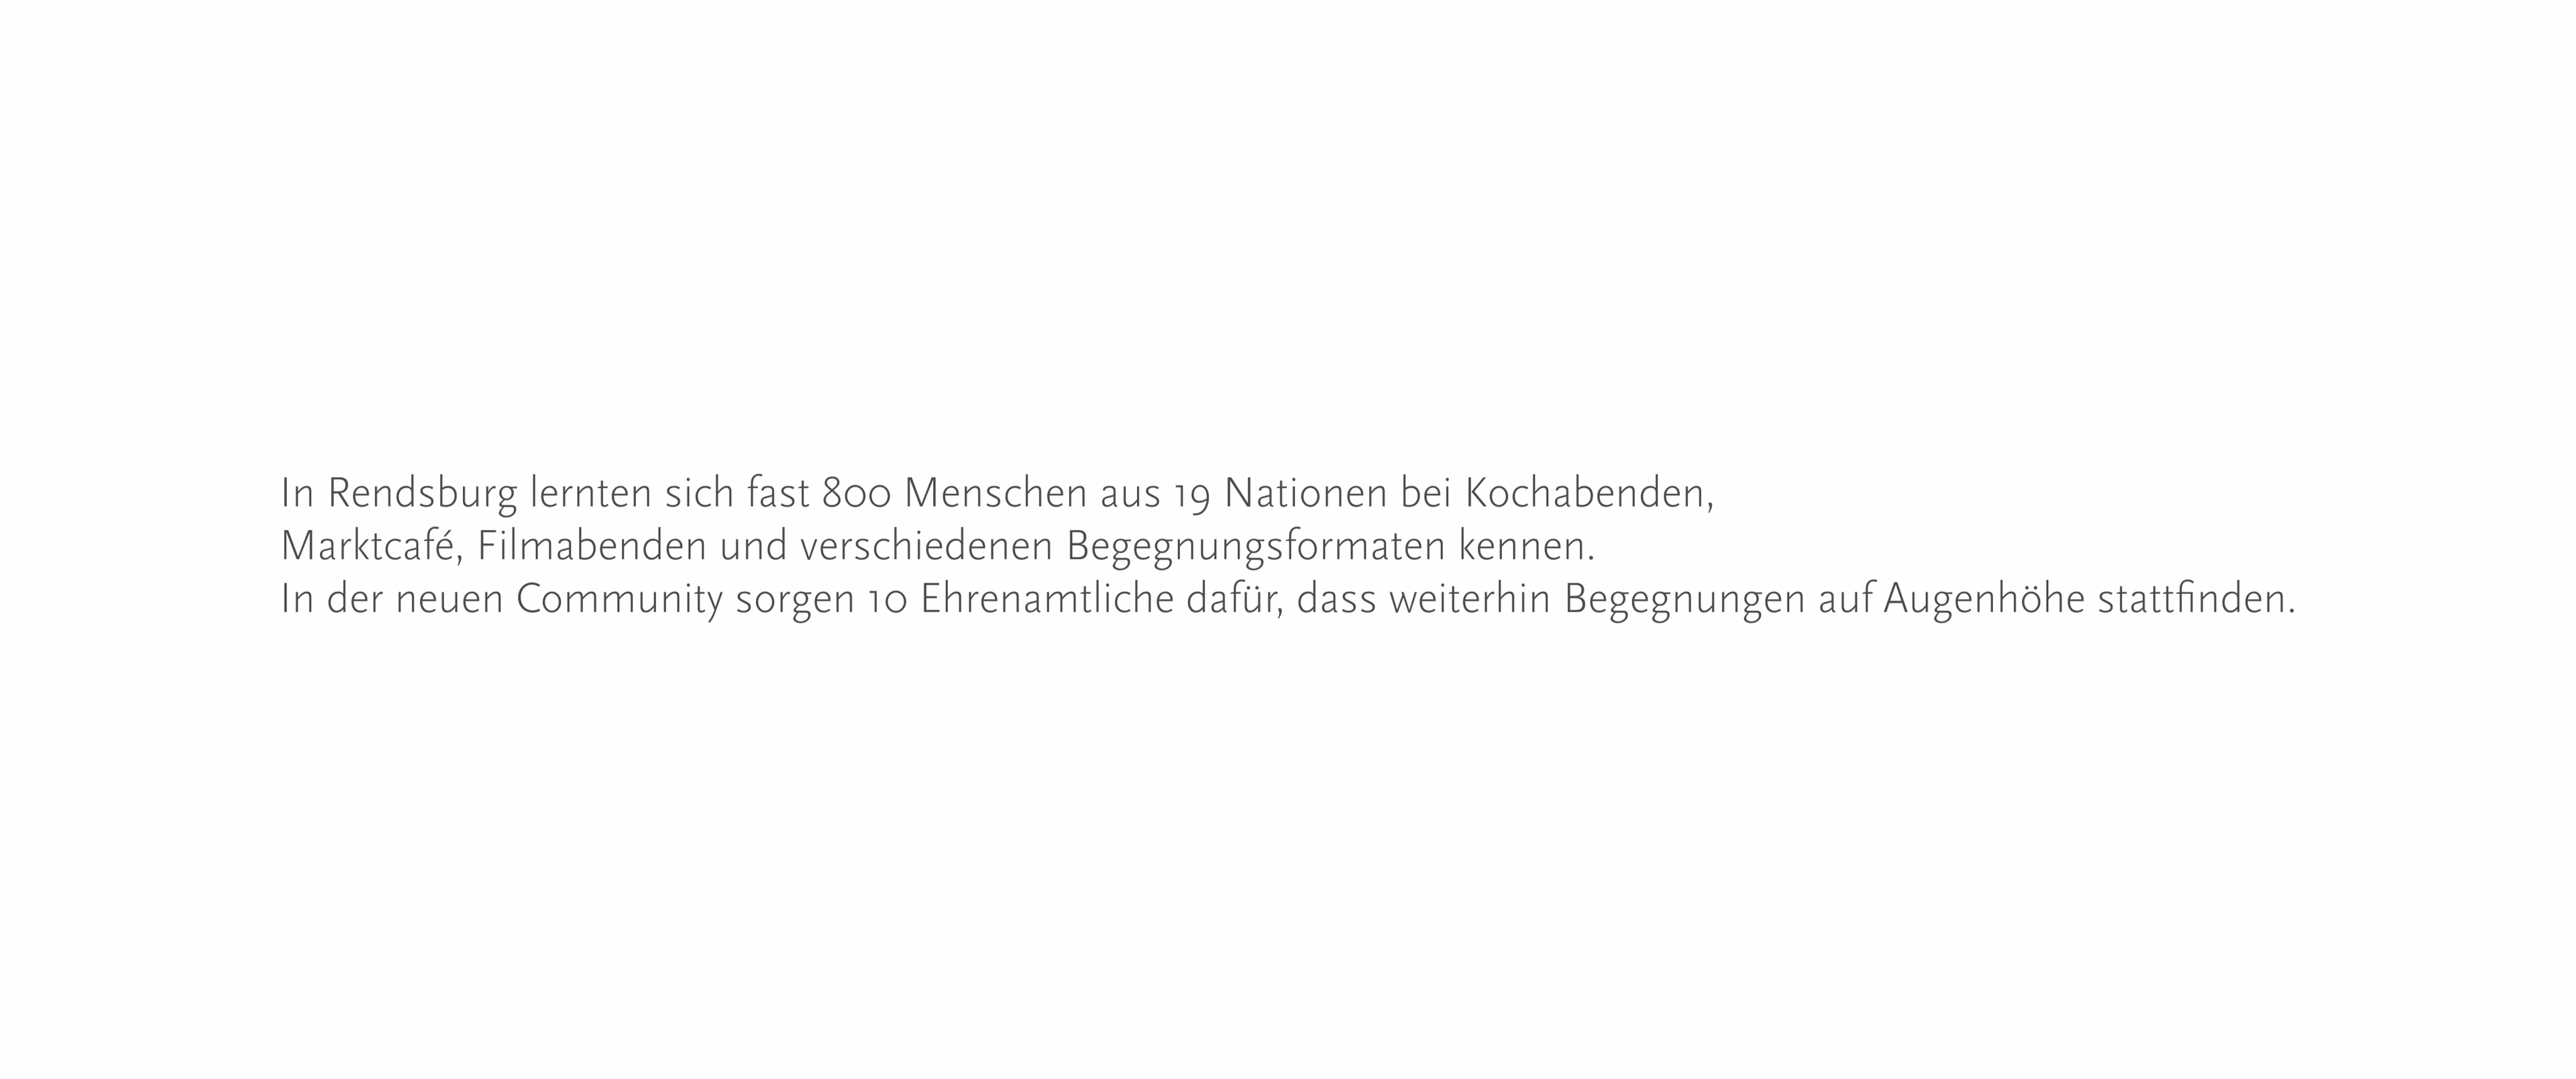 In Rendsburg lernten sich fast 800 Menschen aus 19 Nationen bei Kochabenden,
Marktcafé, Filmabenden und verschiedenen Begegnungsformaten kennen.
In der neuen Community sorgen 10 Ehrenamtliche dafür, dass weiterhin Begegnungen auf Augenhöhe stattfinden.